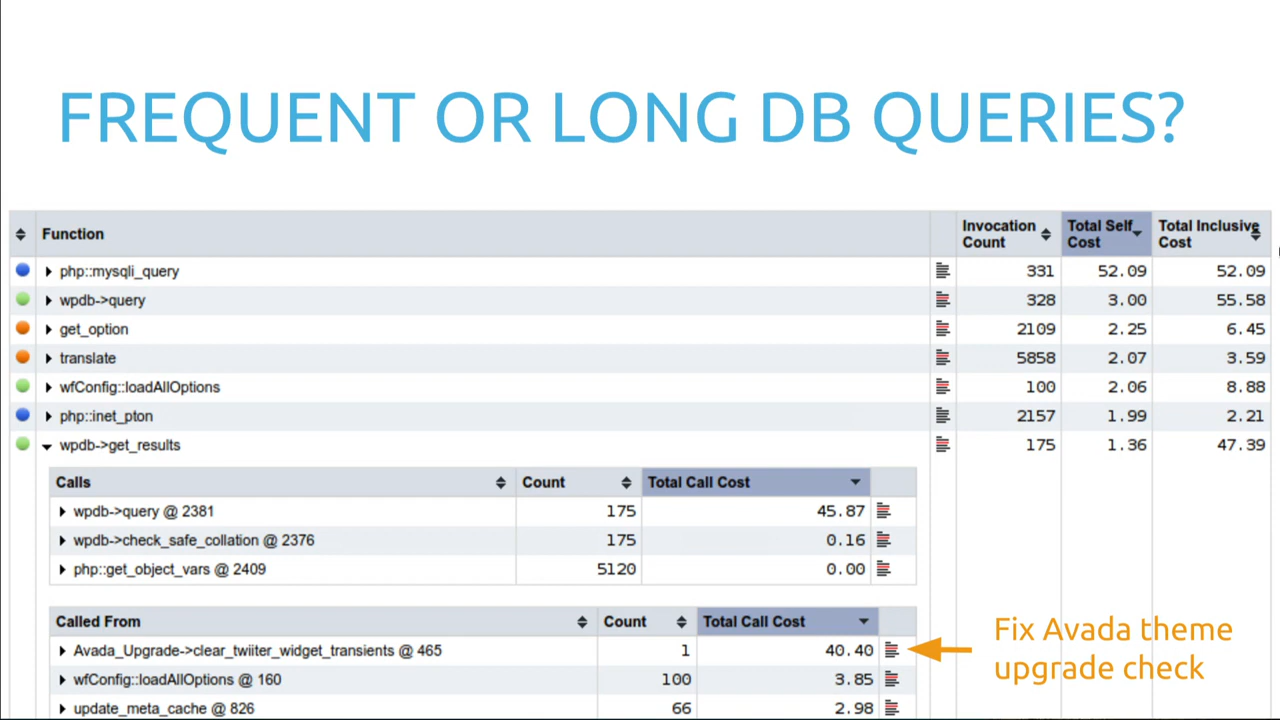 FREQUENT OR LONG DB QUERIES?
Function Invocation Count Total Self Cost Total Inclusive Cost
php::mysqli_query 331 52.09 52.09
wpdb->query 328 3.00 55.58
get_option 2109 2.25 6.45
translate 5858 2.07 3.59
wfConfig::loadAllOptions 100 2.06 8.88
php::inet_pton 2157 1.99 2.21
wpdb->get_results 175 1.36 47.39
Calls Count Total Call Cost
wpdb->query @ 2381 175 45.87
wpdb->check_safe_collation @ 2376 175 0.16
php::get_object_vars @ 2409 5120 0.00
Called From Count Total Call Cost
Avada_Upgrade->clear_twiiter_widget_transients @ 465 1 40.40
wfConfig::loadAllOptions @ 160 100 3.85
update_meta_cache @ 826 66 2.98
Fix Avada theme
upgrade check